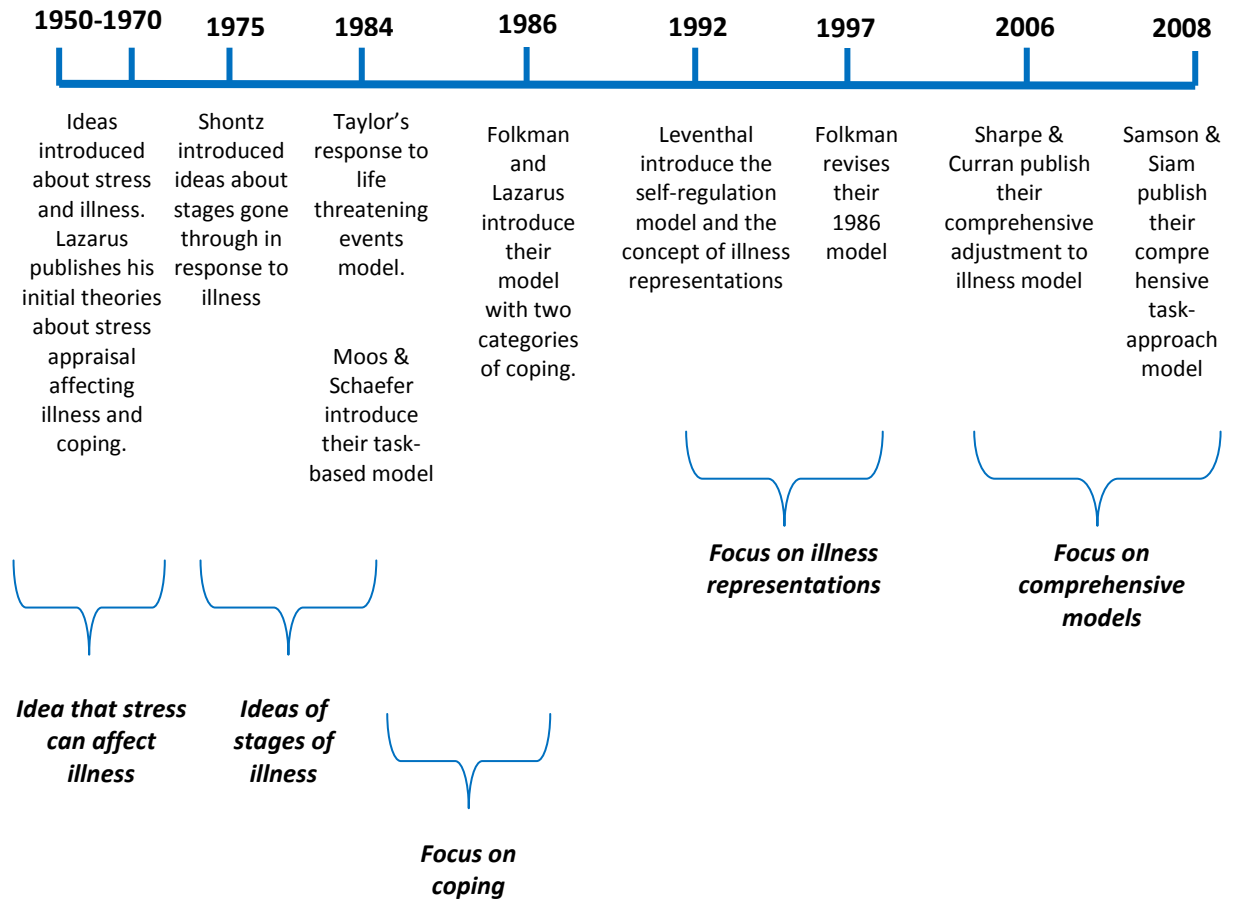 1950-1970
1975
1984
1986
1992
1997
2006
2008
Ideas
introduced
about stress
and illness.
Lazarus
publishes his
initial theories
about stress
appraisal
affecting
illness and
coping.
Shontz
introduced
ideas about
stages gone
through in
response to
illness
Taylor’s
response to
life
threatening
events
model.
Moos &
Schaefer
introduce
their task-
based model
Folkman
and
Lazarus
introduce
their
model
with two
categories
of coping.
Leventhal
introduce the
self-regulation
model and the
concept of illness
representations
Folkman
revises
their
1986
model
Sharpe &
Curran publish
their
comprehensive
adjustment to
illness model
Samson &
Siam
publish
their
compre
hensive
task-
approach
model
Idea that stress
can affect
illness
Ideas of
stages of
illness
Focus on
coping
Focus on illness
representations
Focus on
comprehensive
models